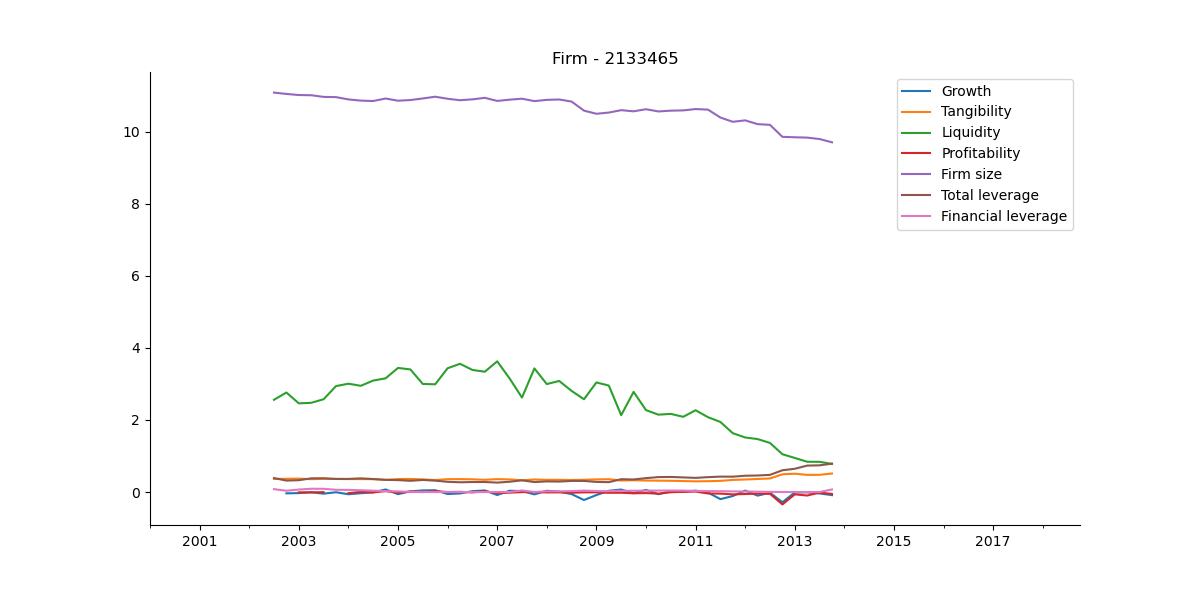 Firm - 2133465
10
8
6
4
2
0
2001
2003
2005
2007
2009
2011
2013
2015
2017
Growth
Tangibility
Liquidity
Profitability
Firm size
Total leverage
Financial leverage